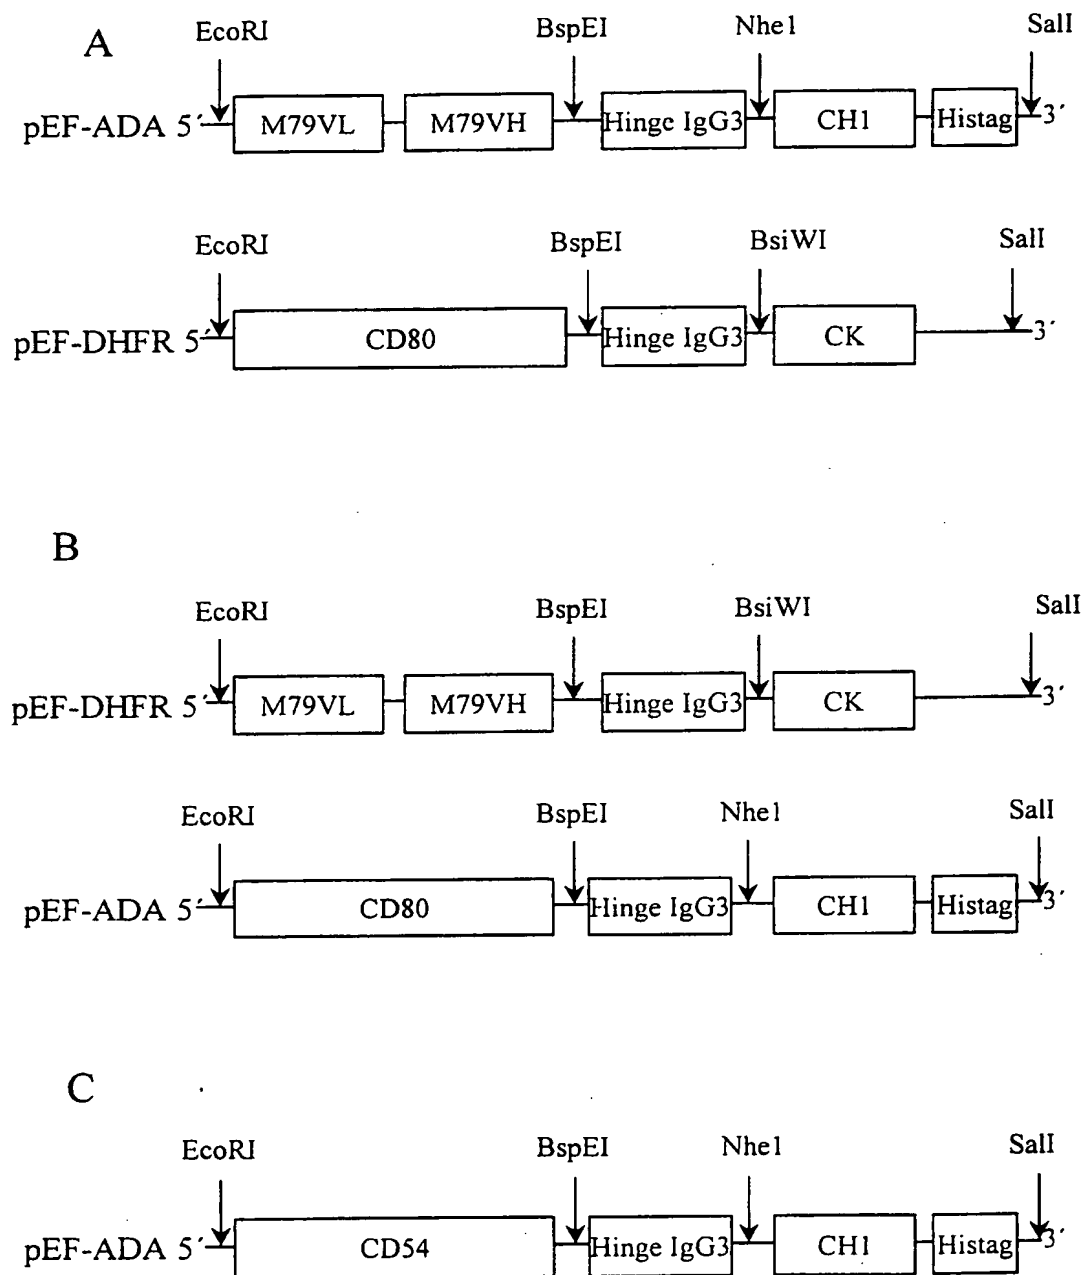 A
EcoRI BspEI Nhe1 SalI
pEF-ADA 5´ M79VL M79VH Hinge IgG3 CH1 Histag 3´
EcoRI BspEI BsiWI SalI
pEF-DHFR 5´ CD80 Hinge IgG3 CK 3´
B
EcoRI BspEI BsiWI SalI
pEF-DHFR 5´ M79VL M79VH Hinge IgG3 CK 3´
EcoRI BspEI Nhe1 SalI
pEF-ADA 5´ CD80 Hinge IgG3 CH1 Histag 3´
C
EcoRI BspEI Nhe1 SalI
pEF-ADA 5´ CD54 Hinge IgG3 CH1 Histag 3´